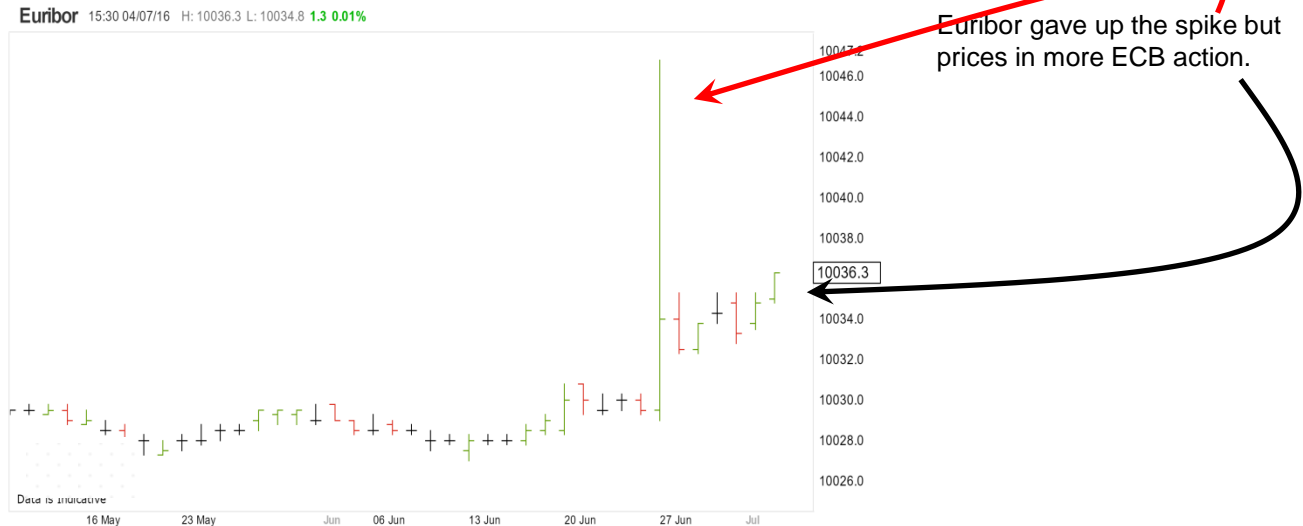 Euribor 15:30 04/07/16 H: 10036.3 L: 10034.8 1.3 0.01%
Euribor gave up the spike but
prices in more ECB action.
10047.2
10046.0
10044.0
10042.0
10040.0
10038.0
10036.3
10034.0
10032.0
10030.0
10028.0
10026.0
Data is Indicative
16 May 23 May Jun 06 Jun 13 Jun 20 Jun 27 Jun Jul